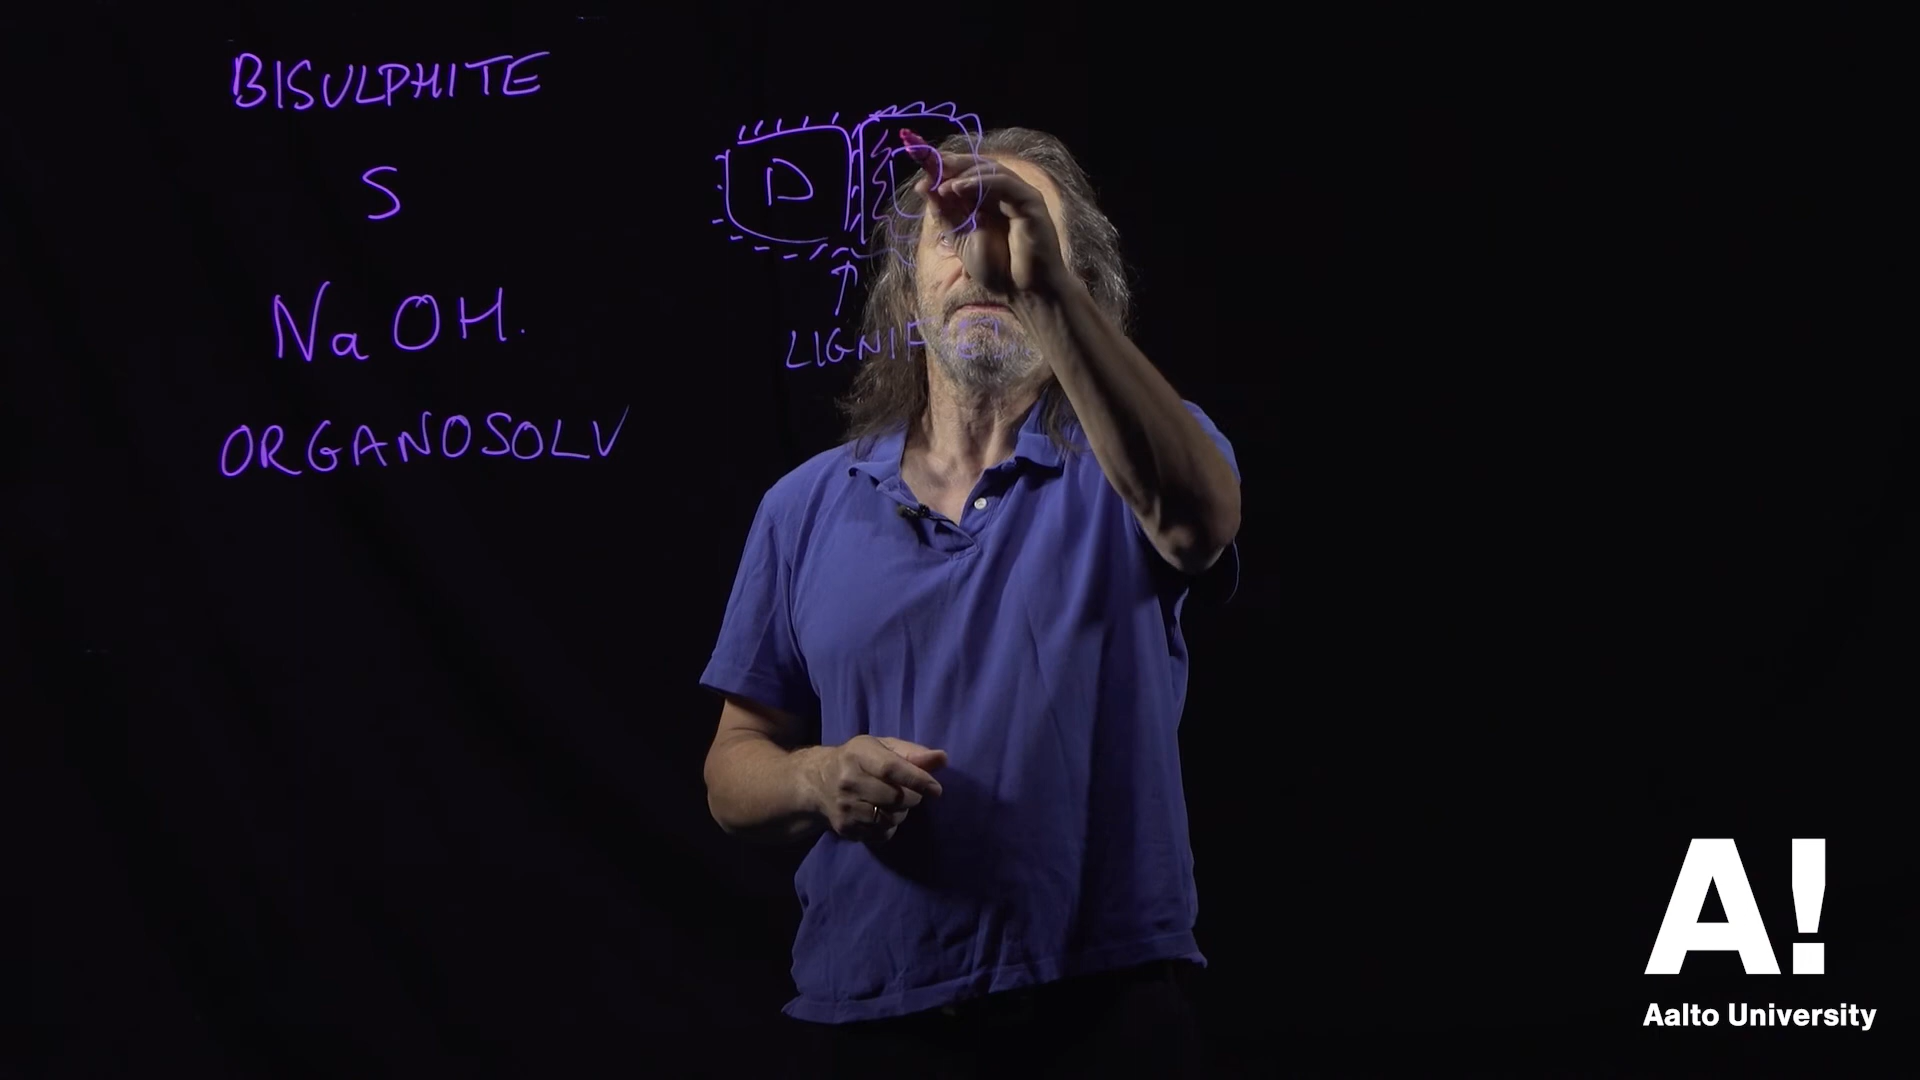 BISULPHITE
S
NaOH.
ORGANOSOLV
D
A!
Aalto University